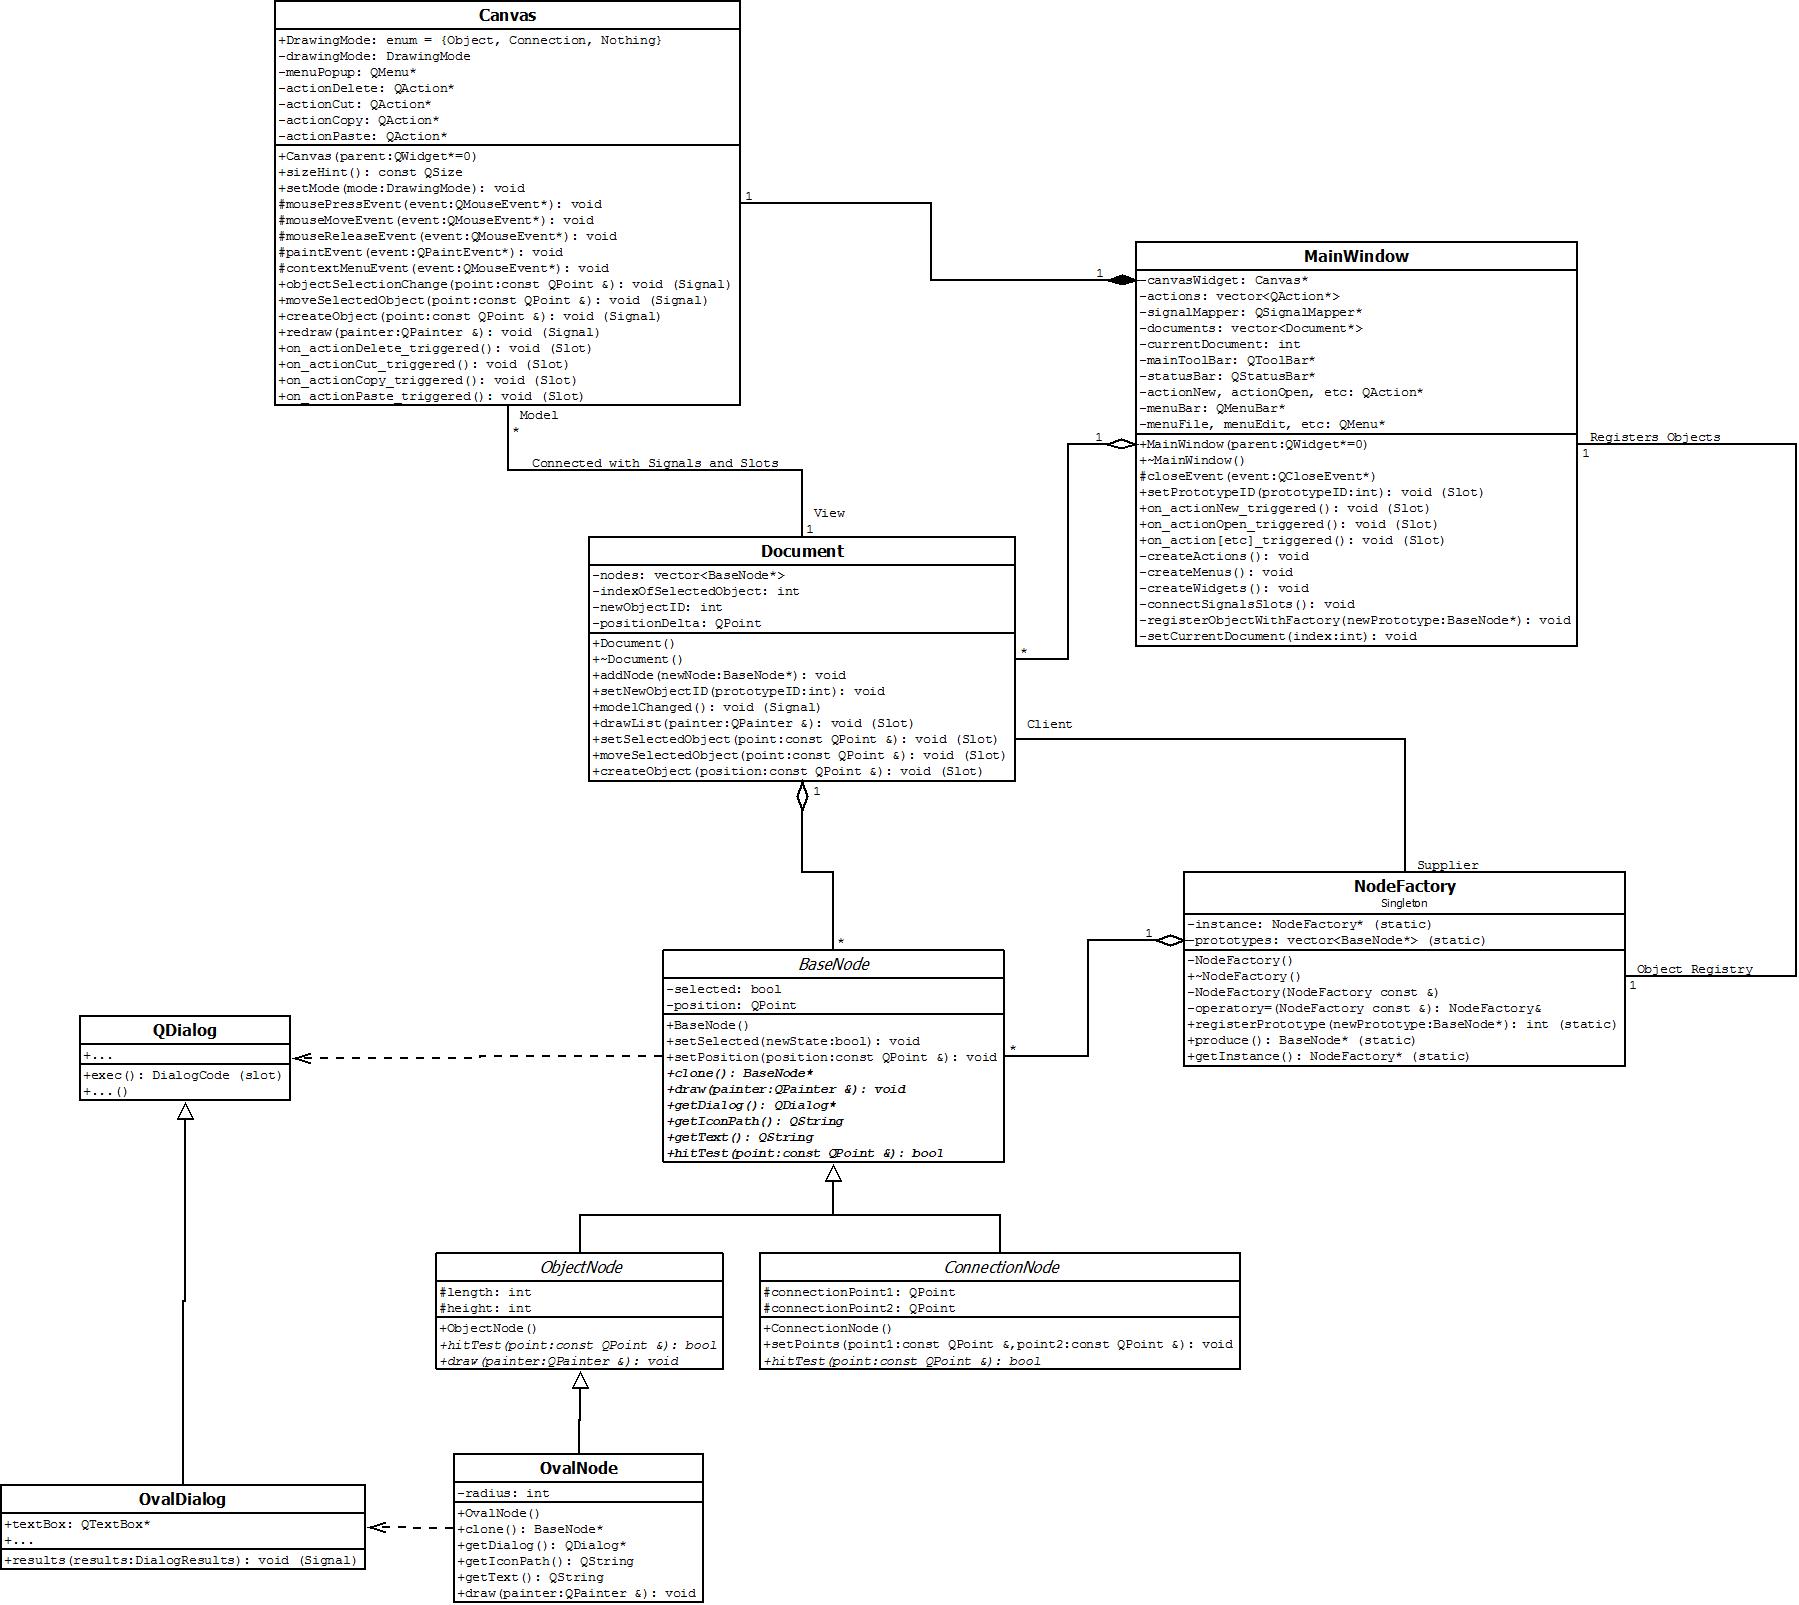 Canvas
+DrawingMode: enum = {Object, Connection, Nothing}
-drawingMode: DrawingMode
-menuPopup: QMenu*
-actionDelete: QAction*
-actionCut: QAction*
-actionCopy: QAction*
-actionPaste: QAction*
+Canvas(parent:QWidget*=0)
+sizeHint(): const QSize
+setMode(mode:DrawingMode): void
#mousePressEvent(event:QMouseEvent*): void
#mouseMoveEvent(event:QMouseEvent*): void
#mouseReleaseEvent(event:QMouseEvent*): void
#paintEvent(event:QPaintEvent*): void
#contextMenuEvent(event:QMouseEvent*): void
+objectSelectionChange(point:const QPoint &): void (Signal)
+moveSelectedObject(point:const QPoint &): void (Signal)
+createObject(point:const QPoint &): void (Signal)
+redraw(painter:QPainter &): void (Signal)
+on_actionDelete_triggered(): void (Slot)
+on_actionCut_triggered(): void (Slot)
+on_actionCopy_triggered(): void (Slot)
+on_actionPaste_triggered(): void (Slot)
1
1
MainWindow
-canvasWidget: Canvas*
-actions: vector<QAction*>
-signalMapper: QSignalMapper*
-documents: vector<Document*>
-currentDocument: int
-mainToolBar: QToolBar*
-statusBar: QStatusBar*
-actionNew, actionOpen, etc: QAction*
-menuBar: QMenuBar*
-menuFile, menuEdit, etc: QMenu*
+MainWindow(parent:QWidget*=0)
+~MainWindow()
#closeEvent(event:QCloseEvent*)
+setPrototypeID(prototypeID:int): void (Slot)
+on_actionNew_triggered(): void (Slot)
+on_actionOpen_triggered(): void (Slot)
+on_action[etc]_triggered(): void (Slot)
-createActions(): void
-createMenus(): void
-createWidgets(): void
-connectSignalsSlots(): void
-registerObjectWithFactory(newPrototype:BaseNode*): void
-setCurrentDocument(index:int): void
Model
*
Connected with Signals and Slots
View
1
1
*
Registers Objects
1
Document
-nodes: vector<BaseNode*>
-indexOfSelectedObject: int
-newObjectID: int
-positionDelta: QPoint
+Document()
+~Document()
+addNode(newNode:BaseNode*): void
+setNewObjectID(prototypeID:int): void
+modelChanged(): void (Signal)
+drawList(painter:QPainter &): void (Slot)
+setSelectedObject(point:const QPoint &): void (Slot)
+moveSelectedObject(point:const QPoint &): void (Slot)
+createObject(position:const QPoint &): void (Slot)
Client
Supplier
1
*
NodeFactory
Singleton
-instance: NodeFactory* (static)
-prototypes: vector<BaseNode*> (static)
-NodeFactory()
+~NodeFactory()
-NodeFactory(NodeFactory const &)
-operatory=(NodeFactory const &): NodeFactory&
+registerPrototype(newPrototype:BaseNode*): int (static)
+produce(): BaseNode* (static)
+getInstance(): NodeFactory* (static)
Object Registry
1
1
*
BaseNode
-selected: bool
-position: QPoint
+BaseNode()
+setSelected(newState:bool): void
+setPosition(position:const QPoint &): void
+clone(): BaseNode*
+draw(painter:QPainter &): void
+getDialog(): QDialog*
+getIconPath(): QString
+getText(): QString
+hitTest(point:const QPoint &): bool
QDialog
+...
+exec(): DialogCode (slot)
+...()
ObjectNode
#length: int
#height: int
+ObjectNode()
+hitTest(point:const QPoint &): bool
+draw(painter:QPainter &): void
ConnectionNode
#connectionPoint1: QPoint
#connectionPoint2: QPoint
+ConnectionNode()
+setPoints(point1:const QPoint &,point2:const QPoint &): void
+hitTest(point:const QPoint &): bool
OvalNode
-radius: int
+OvalNode()
+clone(): BaseNode*
+getDialog(): QDialog*
+getIconPath(): QString
+getText(): QString
+draw(painter:QPainter &): void
OvalDialog
+textBox: QTextBox*
+...
+results(results:DialogResults): void (Signal)